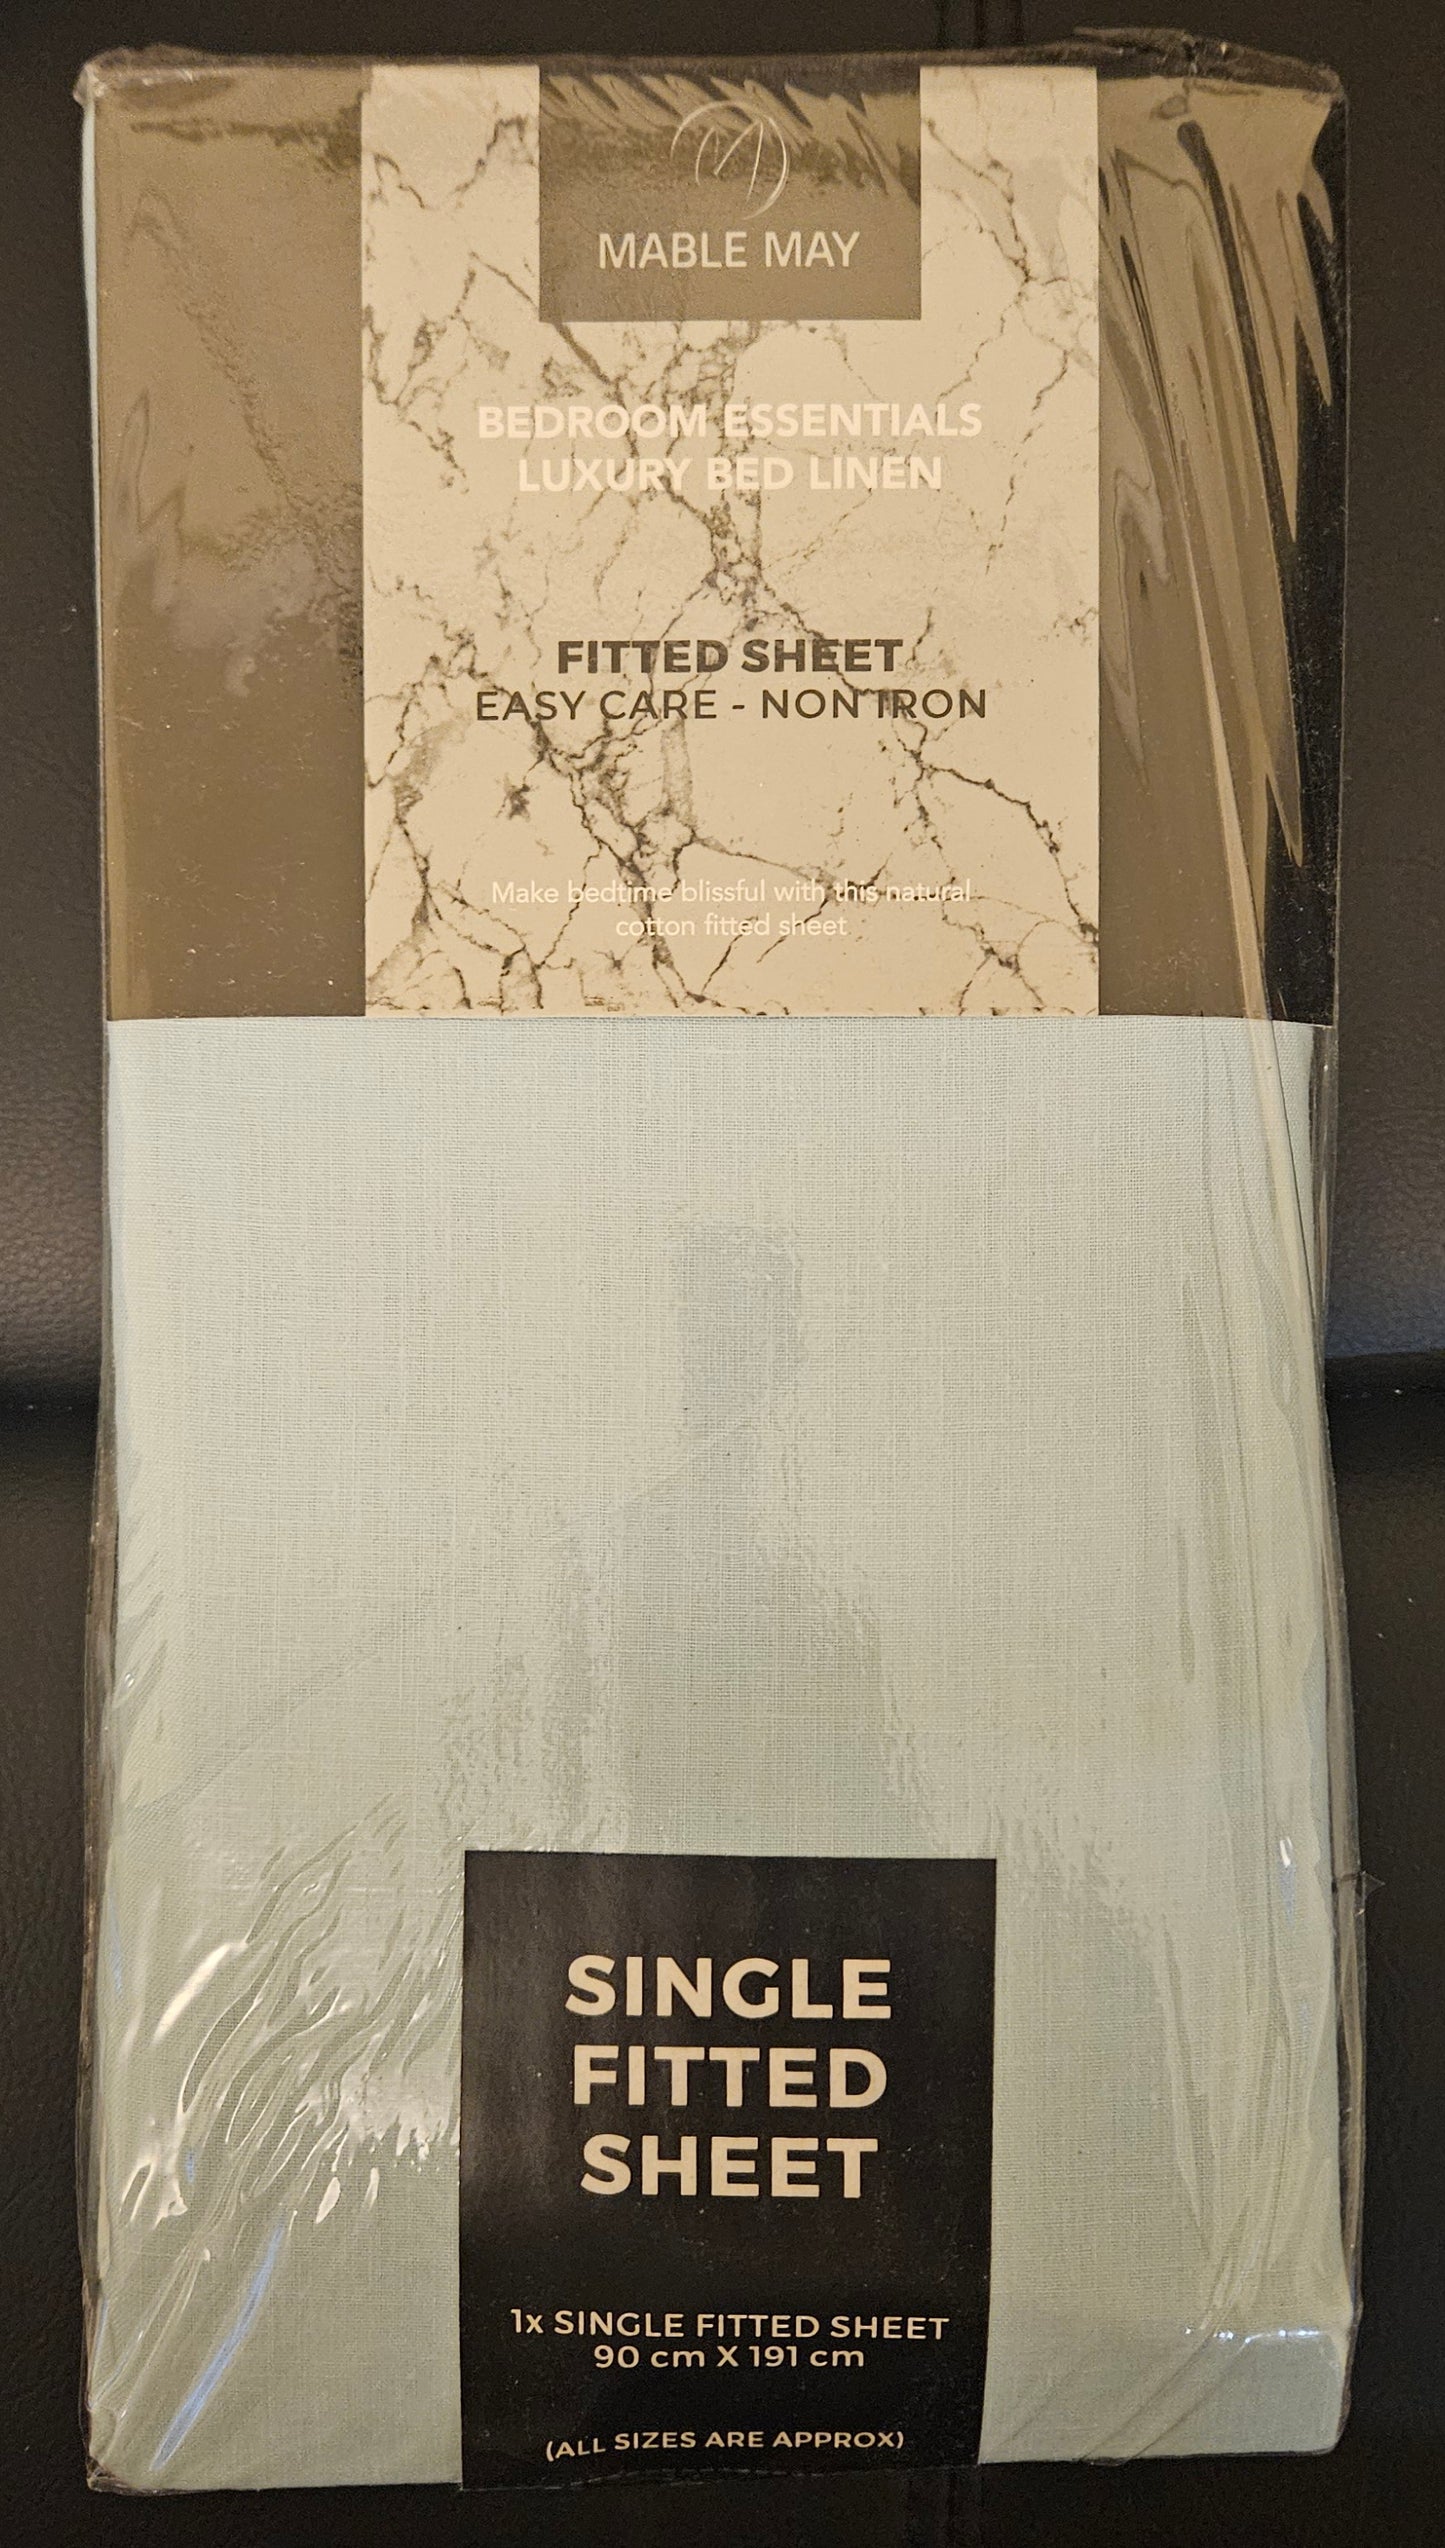 MABLE MAY
BEDROOM ESSENTIALS
LUXURY BED LINEN
FITTED SHEET
EASY CARE - NON IRON
Make bedtime blissful with this natural
cotton fitted sheet
SINGLE
FITTED
SHEET
1x SINGLE FITTED SHEET
90 cm X 191 cm
(ALL SIZES ARE APPROX)